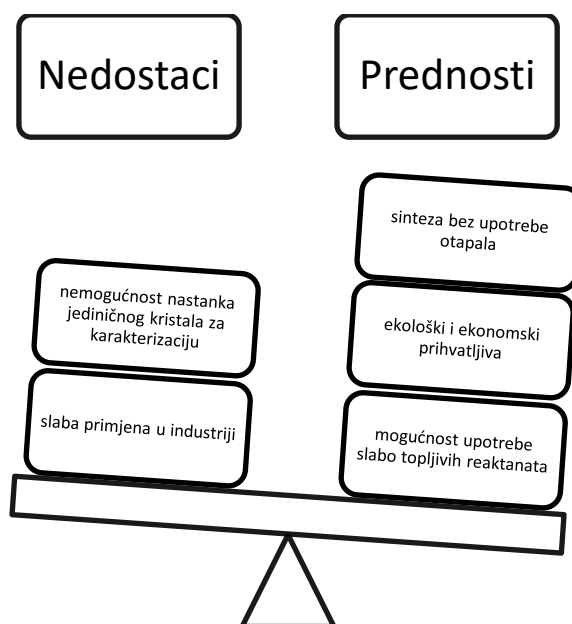 Nedostaci
Prednosti
nemogućnost nastanka
jediničnog kristala za
karakterizaciju
slaba primjena u industriji
sinteza bez upotrebe
otapala
ekološki i ekonomski
prihvatljiva
mogućnost upotrebe
slabo topljivih reaktanata